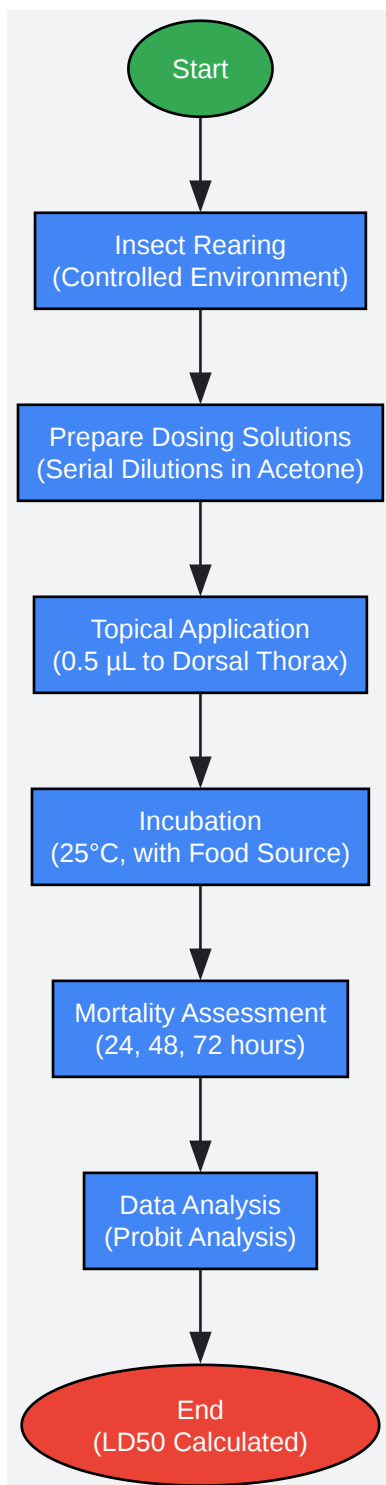 Start
Insect Rearing
(Controlled Environment)
Prepare Dosing Solutions
(Serial Dilutions in Acetone)
Topical Application
(0.5 µL to Dorsal Thorax)
Incubation
(25°C, with Food Source)
Mortality Assessment
(24, 48, 72 hours)
Data Analysis
(Probit Analysis)
End
(LD50 Calculated)